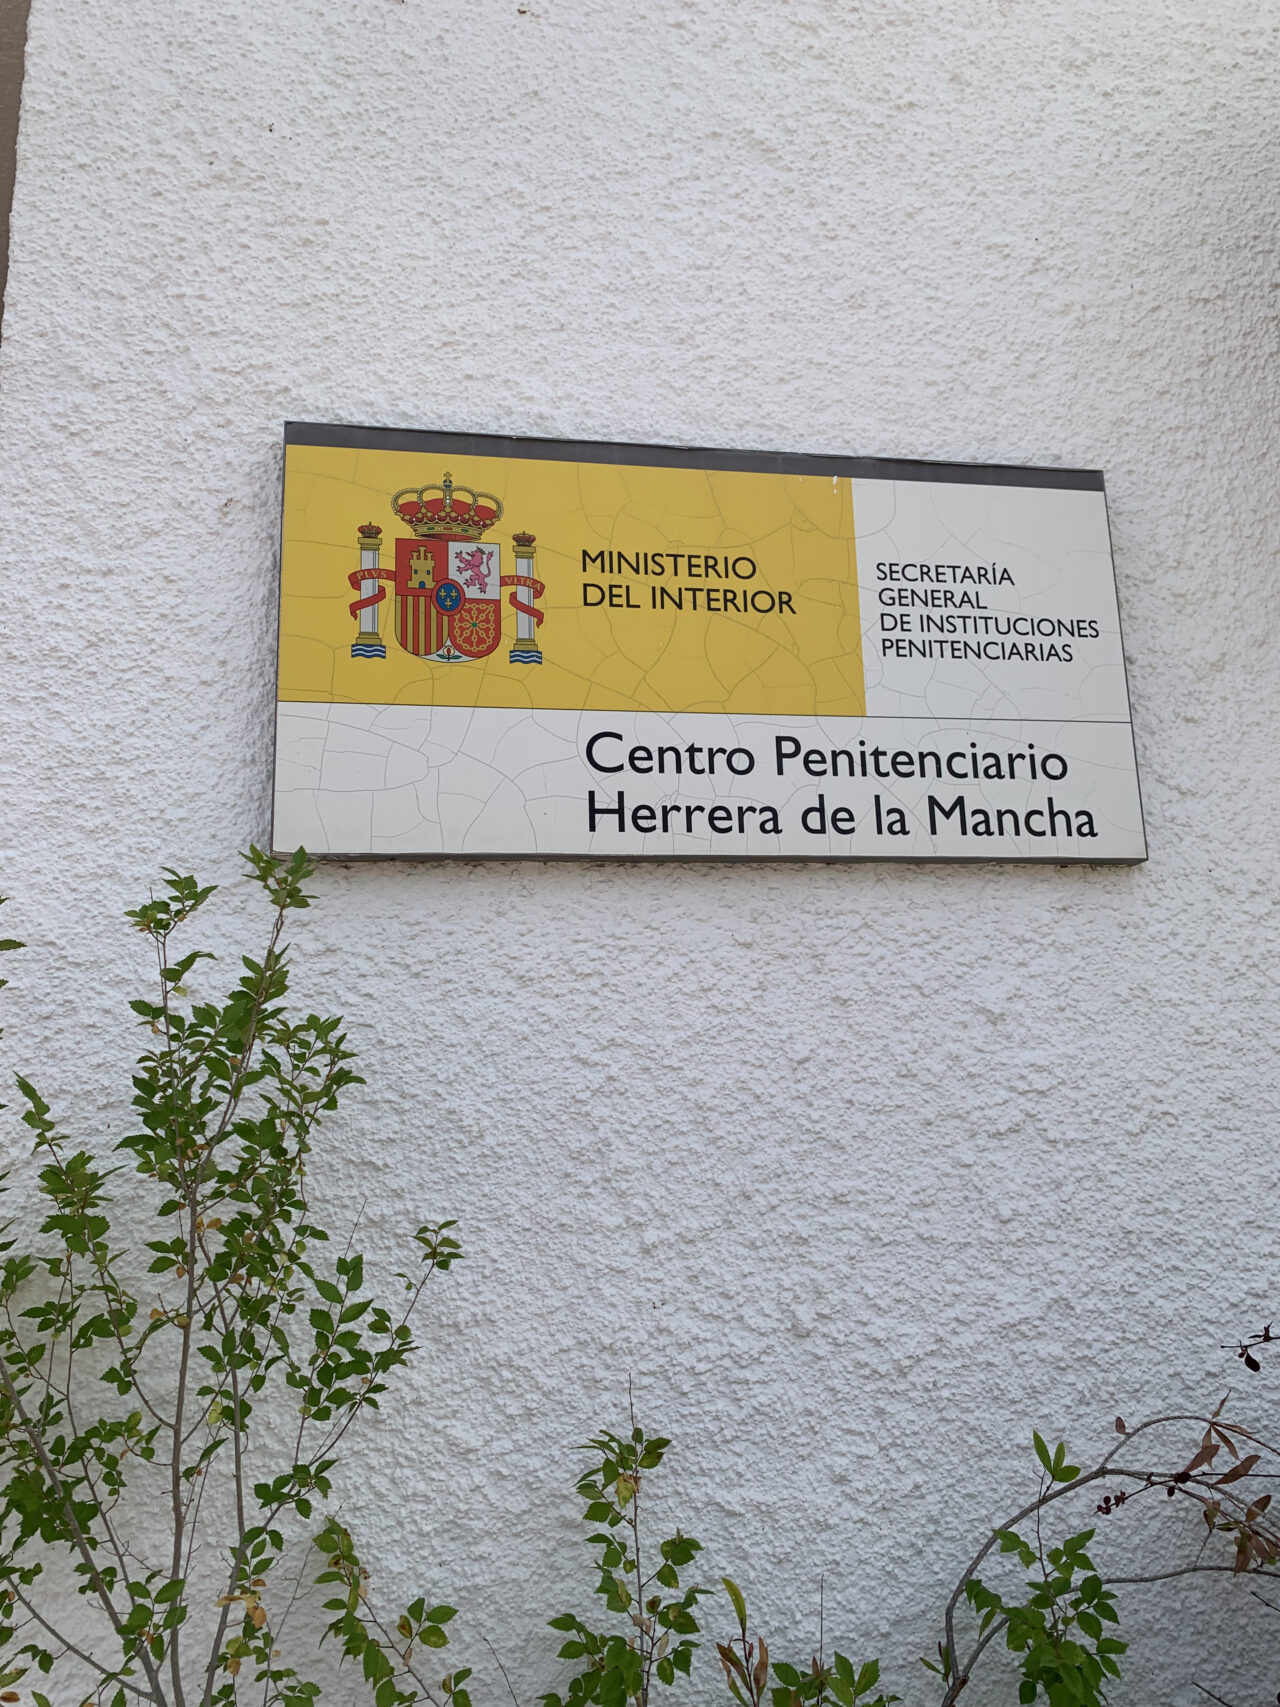 PLVS
VLTRA
MINISTERIO
DEL INTERIOR
SECRETARÍA
GENERAL
DE INSTITUCIONES
PENITENCIARIAS
Centro Penitenciario
Herrera de la Mancha